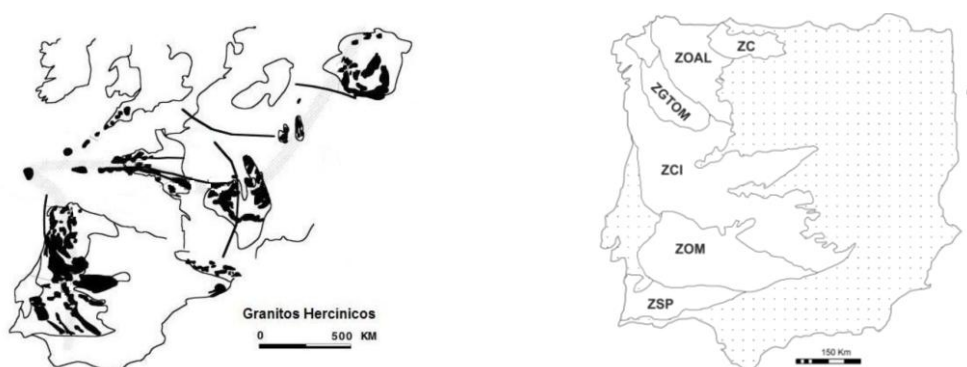 Granitos Hercinicos
0 500 KM
ZC
ZOAL
ZGTOM
ZCI
ZOM
ZSP
150 Km